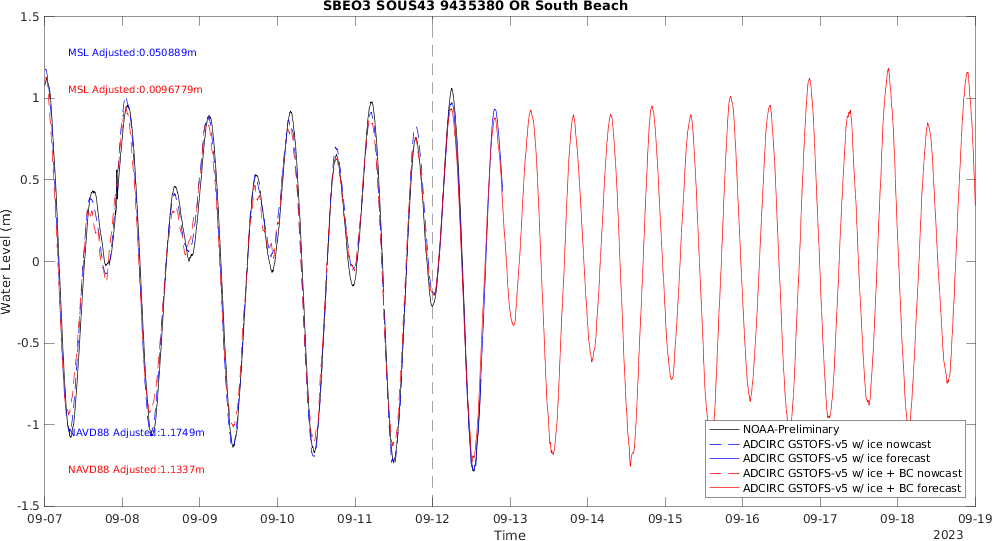 SBEO3 SOUS43 9435380 OR South Beach
1.5
1
0.5
0
-0.5
-1
-1.5
Water Level (m)
MSL Adjusted:0.050889m
MSL Adjusted:0.0096779m
NAVD88 Adjusted:1.1749m
NAVD88 Adjusted:1.1337m
NOAA-Preliminary
ADCIRC GSTOFS-v5 w/ ice nowcast
ADCIRC GSTOFS-v5 w/ ice forecast
ADCIRC GSTOFS-v5 w/ ice + BC nowcast
ADCIRC GSTOFS-v5 w/ ice + BC forecast
09-07 09-08 09-09 09-10 09-11 09-12 09-13 09-14 09-15 09-16 09-17 09-18 09-19
Time
2023